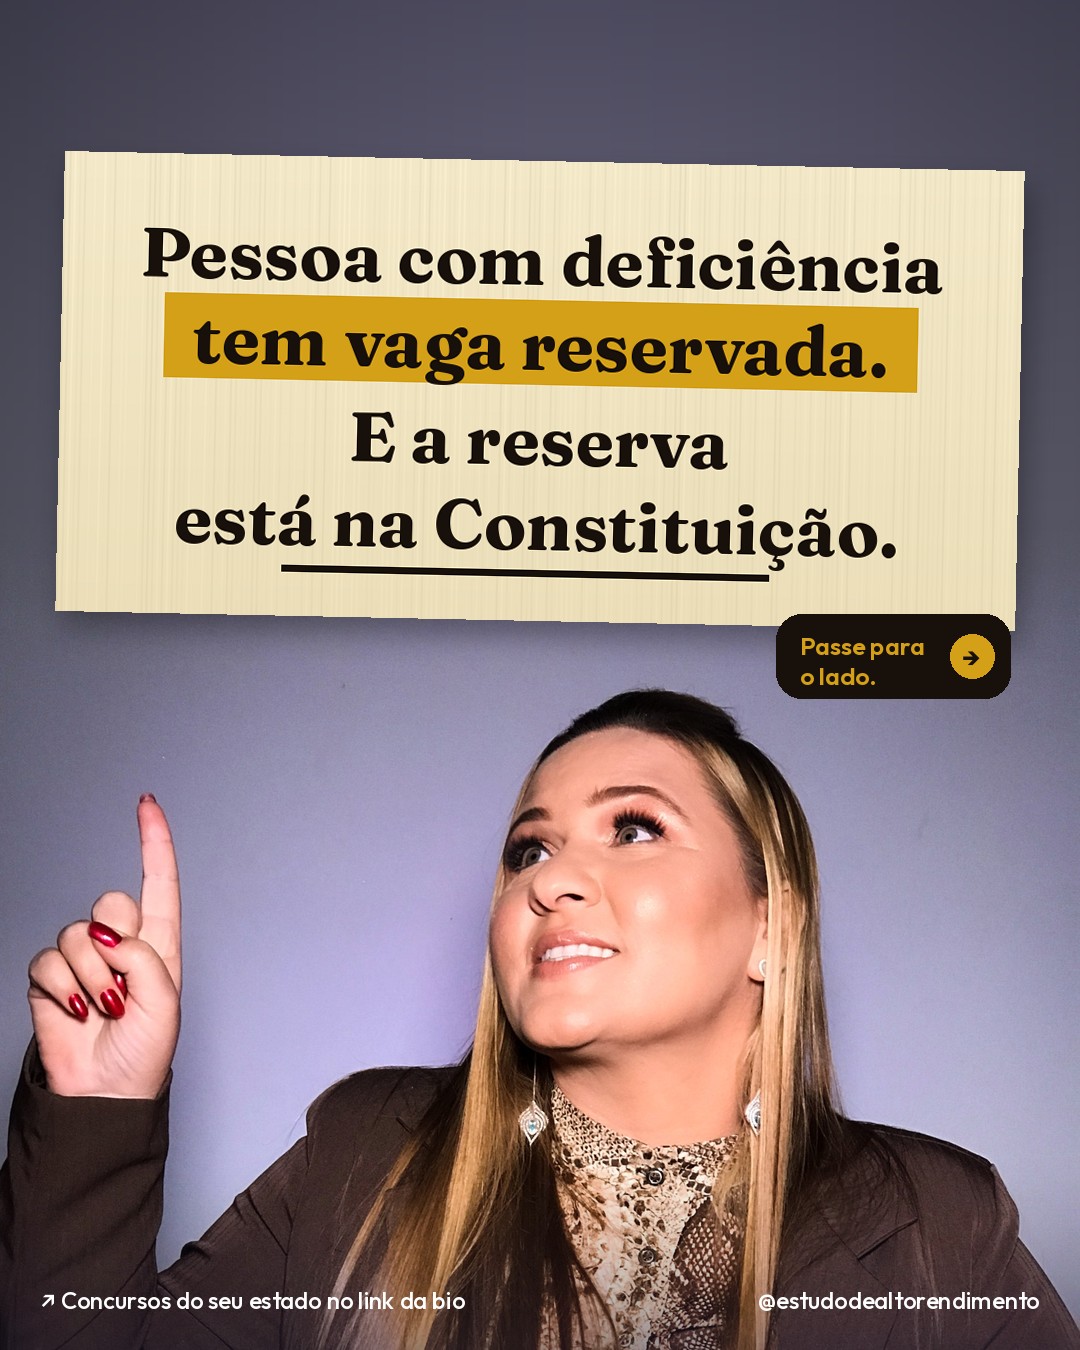 Pessoa com deficiência
tem vaga reservada.
E a reserva
está na Constituição.
Passe para
o lado.
↗ Concursos do seu estado no link da bio
@estudodealtorendimento